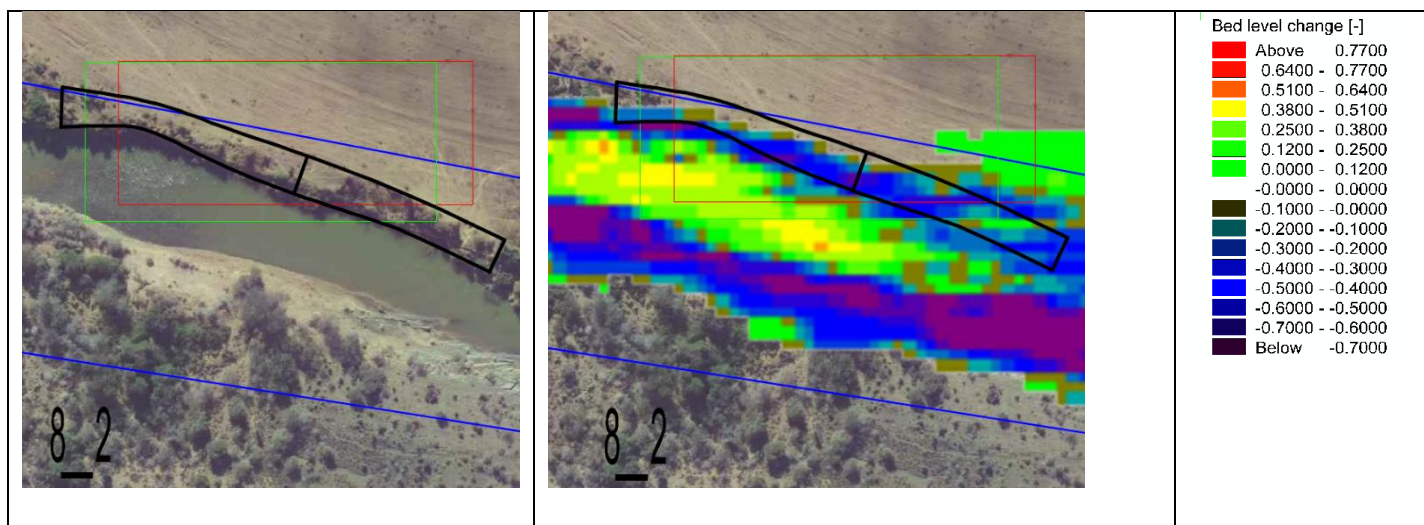 8_2
8_2
Bed level change [-]
Above 0.7700
0.6400 - 0.7700
0.5100 - 0.6400
0.3800 - 0.5100
0.2500 - 0.3800
0.1200 - 0.2500
0.0000 - 0.1200
-0.0000 - 0.0000
-0.1000 - -0.0000
-0.2000 - -0.1000
-0.3000 - -0.2000
-0.4000 - -0.3000
-0.5000 - -0.4000
-0.6000 - -0.5000
-0.7000 - -0.6000
Below -0.7000